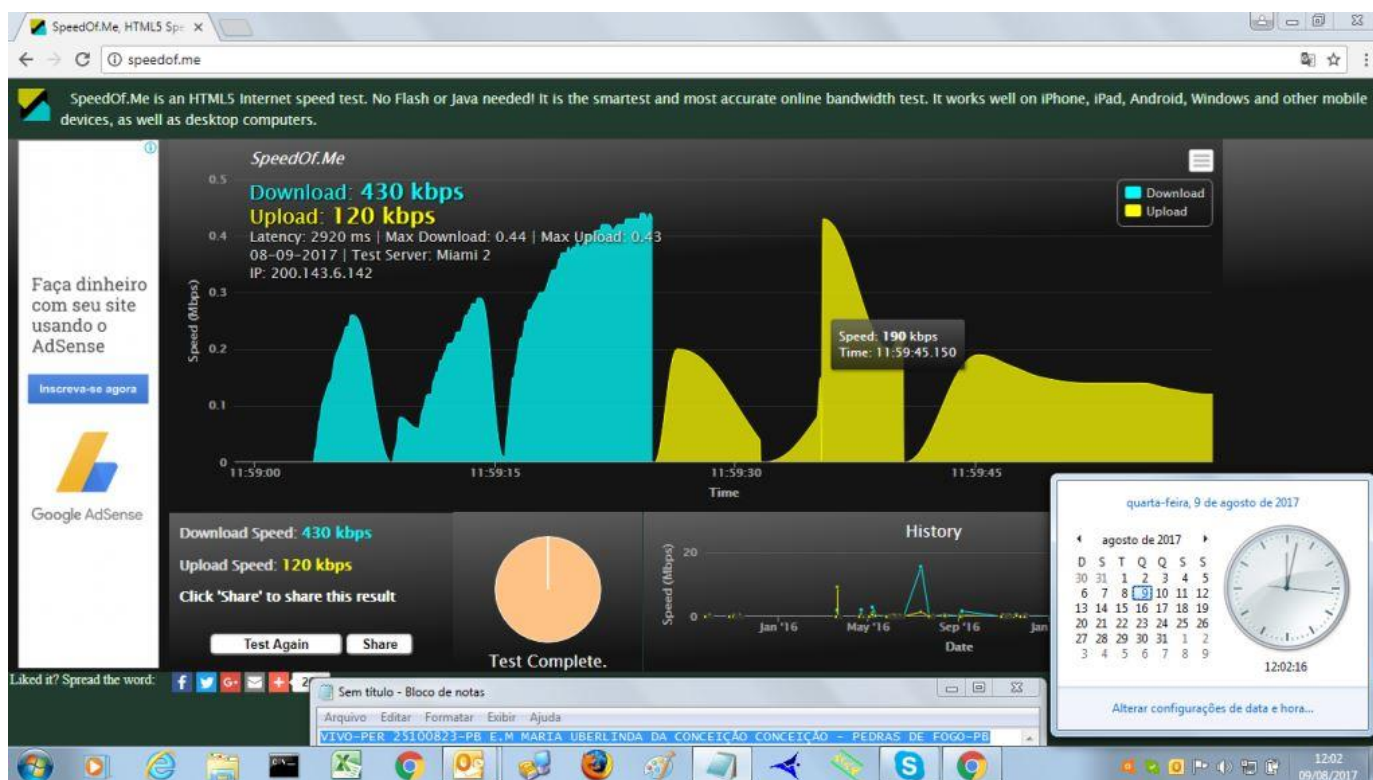 SpeedOf.Me, HTML5 Spe
speedof.me
SpeedOf.Me is an HTML5 Internet speed test. No Flash or Java needed! It is the smartest and most accurate online bandwidth test. It works well on iPhone, iPad, Android, Windows and other mobile
devices, as well as desktop computers.
SpeedOf.Me
Download: 430 kbps
Upload: 120 kbps
Latency: 2920 ms | Max Download: 0.44 | Max Upload: 0.43
08-09-2017 | Test Server: Miami 2
IP: 200.143.6.142
Download
Upload
0.5
0.4
0.3
0.2
0.1
0
Speed (Mbps)
Speed: 190 kbps
Time: 11:59:45.150
11:59:00 11:59:15 11:59:30 11:59:45
Time
Faça dinheiro
com seu site
usando o
AdSense
Inscreva-se agora
Google AdSense
Download Speed: 430 kbps
Upload Speed: 120 kbps
Click 'Share' to share this result
Test Again Share
Test Complete.
History
20
0
Speed (Mbps)
Jan '16 May '16 Sep '16 Jan
Date
Liked it? Spread the word:
Sem título - Bloco de notas
Arquivo Editar Formatar Exibir Ajuda
VIVO-PER 25100823-PB E.M MARIA UBERLINDA DA CONCEIÇÃO CONCEIÇÃO - PEDRAS DE FOGO-PB
quarta-feira, 9 de agosto de 2017
agosto de 2017
D S T Q Q S S
30 31 1 2 3 4 5
6 7 8 9 10 11 12
13 14 15 16 17 18 19
20 21 22 23 24 25 26
27 28 29 30 31 1 2
3 4 5 6 7 8 9
12:02:16
Alterar configurações de data e hora...
12:02
09/08/2017